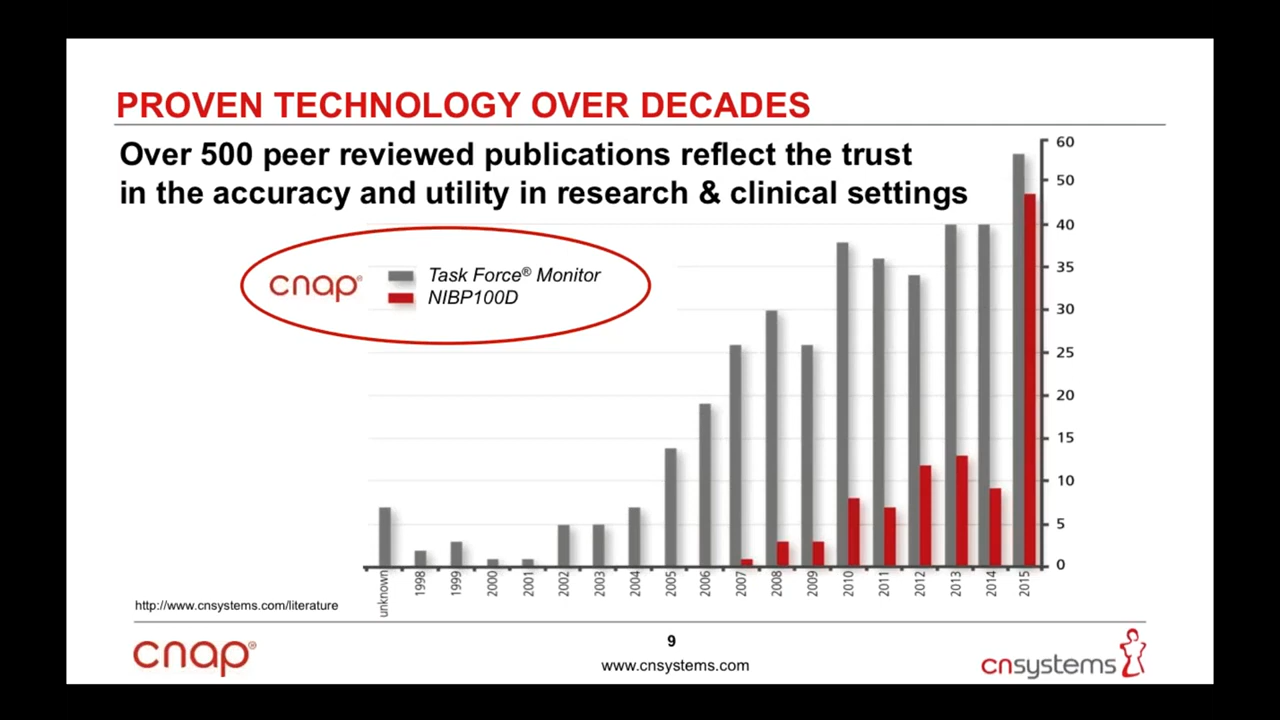 PROVEN TECHNOLOGY OVER DECADES
Over 500 peer reviewed publications reflect the trust
in the accuracy and utility in research & clinical settings
cnap®
Task Force® Monitor
NIBP100D
60
50
40
35
30
25
20
15
10
5
0
unknown
1998
1999
2000
2001
2002
2003
2004
2005
2006
2007
2008
2009
2010
2011
2012
2013
2014
2015
http://www.cnsystems.com/literature
cnap®
9
www.cnsystems.com
cnsystems